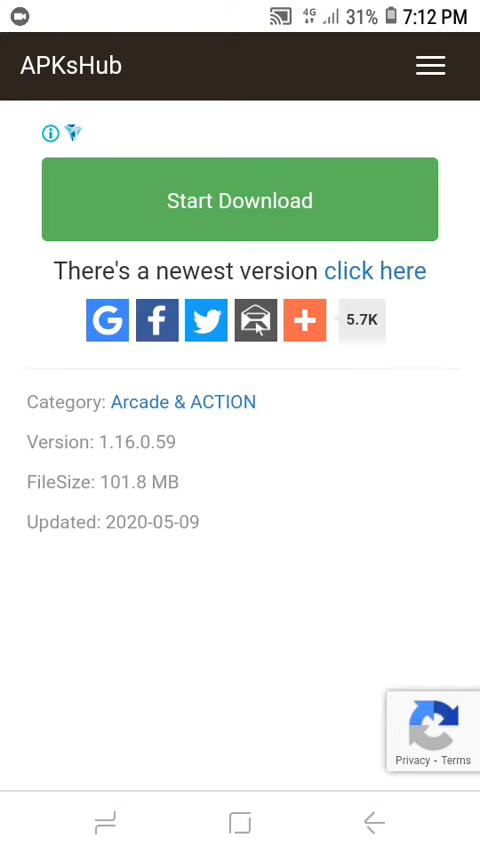 4G 31% 7:12 PM
APKsHub
Start Download
There's a newest version click here
5.7K
Category: Arcade & ACTION
Version: 1.16.0.59
FileSize: 101.8 MB
Updated: 2020-05-09
Privacy - Terms